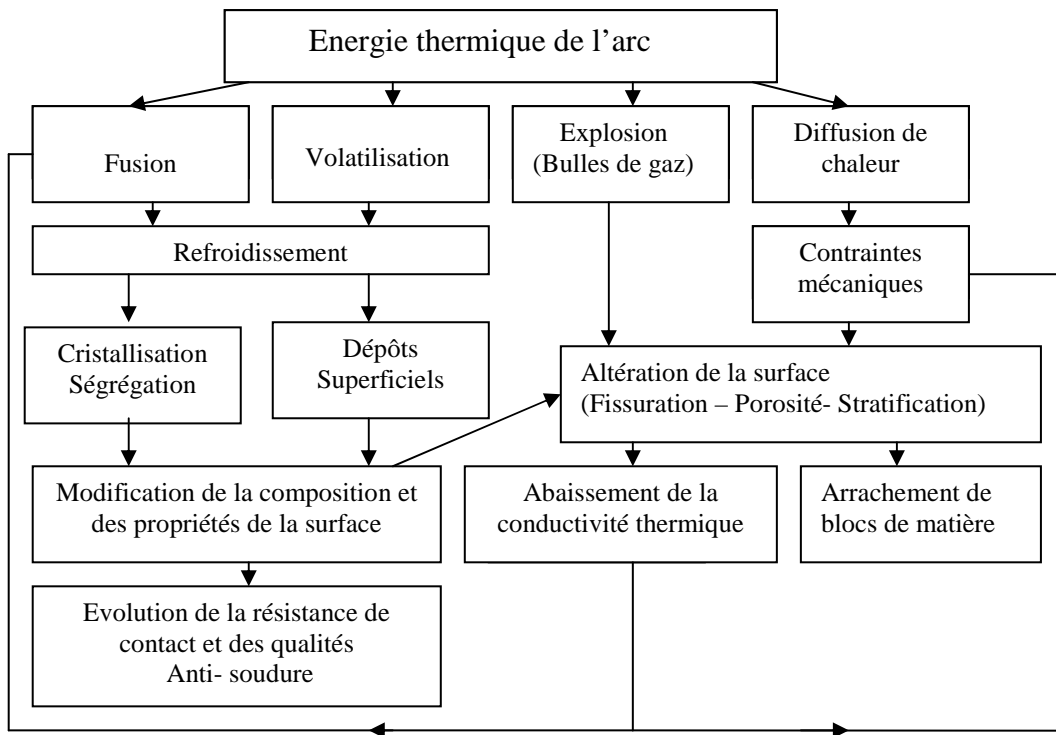 Energie thermique de l’arc
Fusion
Volatilisation
Explosion
(Bulles de gaz)
Diffusion de
chaleur
Refroidissement
Contraintes
mécaniques
Cristallisation
Ségrégation
Dépôts
Superficiels
Altération de la surface
(Fissuration – Porosité- Stratification)
Modification de la composition et
des propriétés de la surface
Abaissement de la
conductivité thermique
Arrachement de
blocs de matière
Evolution de la résistance de
contact et des qualités
Anti- soudure